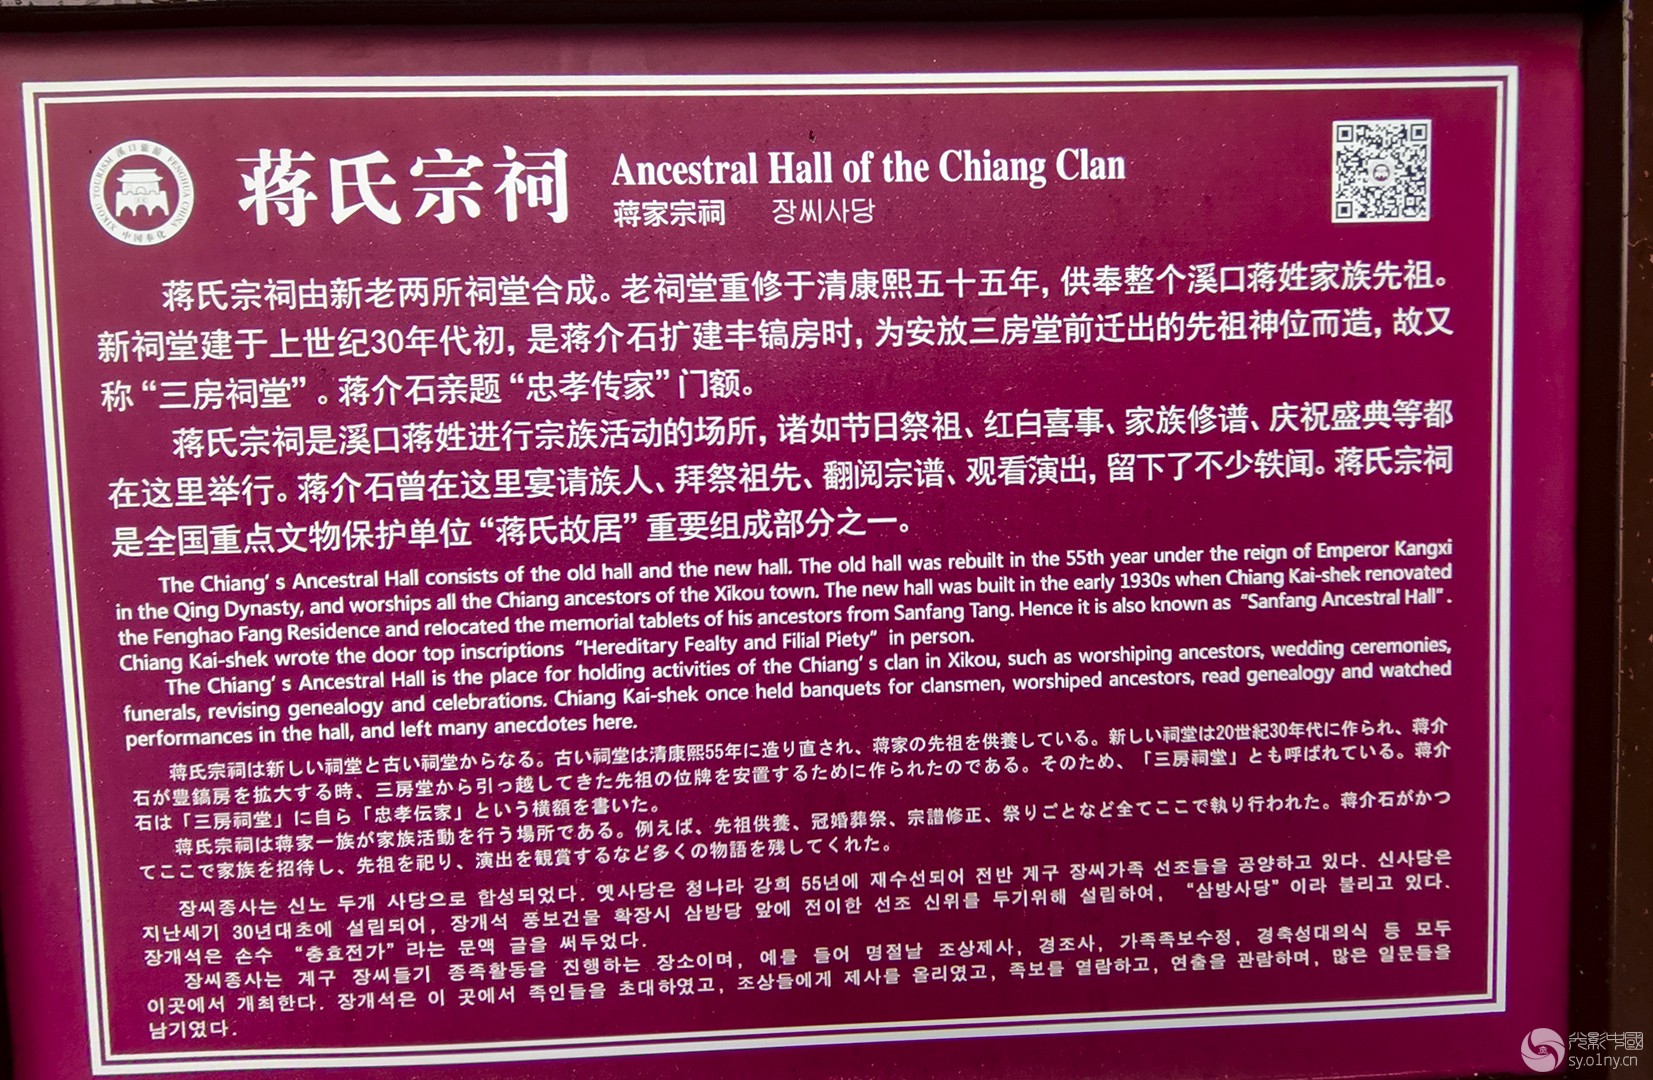 溪口旅游 FENGHUA CHINA
XIKOU TOURISM
中国奉化
蒋氏宗祠
Ancestral Hall of the Chiang Clan
蒋家宗祠 장씨사당
蒋氏宗祠由新老两所祠堂合成。老祠堂重修于清康熙五十五年，供奉整个溪口蒋姓家族先祖。
新祠堂建于上世纪30年代初，是蒋介石扩建丰镐房时，为安放三房堂前迁出的先祖神位而造，故又
称“三房祠堂”。蒋介石亲题“忠孝传家”门额。
蒋氏宗祠是溪口蒋姓进行宗族活动的场所，诸如节日祭祖、红白喜事、家族修谱、庆祝盛典等都
在这里举行。蒋介石曾在这里宴请族人、拜祭祖先、翻阅宗谱、观看演出，留下了不少轶闻。蒋氏宗祠
是全国重点文物保护单位“蒋氏故居”重要组成部分之一。
The Chiang's Ancestral Hall consists of the old hall and the new hall. The old hall was rebuilt in the 55th year under the reign of Emperor Kangxi
in the Qing Dynasty, and worships all the Chiang ancestors of the Xikou town. The new hall was built in the early 1930s when Chiang Kai-shek renovated
the Fenghao Fang Residence and relocated the memorial tablets of his ancestors from Sanfang Tang. Hence it is also known as “Sanfang Ancestral Hall”.
Chiang Kai-shek wrote the door top inscriptions “Hereditary Fealty and Filial Piety” in person.
The Chiang's Ancestral Hall is the place for holding activities of the Chiang's clan in Xikou, such as worshiping ancestors, wedding ceremonies,
funerals, revising genealogy and celebrations. Chiang Kai-shek once held banquets for clansmen, worshiped ancestors, read genealogy and watched
performances in the hall, and left many anecdotes here.
蒋氏宗祠は新しい祠堂と古い祠堂からなる。古い祠堂は清康熙55年に造り直され、蒋家の先祖を供養している。新しい祠堂は20世紀30年代に作られ、蒋介
石が豊鎬房を拡大する時、三房堂から引っ越してきた先祖の位牌を安置するために作られたのである。そのため、「三房祠堂」とも呼ばれている。蒋介
石は「三房祠堂」に自ら「忠孝伝家」という横額を書いた。
蒋氏宗祠は蒋家一族が家族活動を行う場所である。例えば、先祖供養、冠婚葬祭、宗譜修正、祭りごとなど全てここで執り行われた。蒋介石がかつ
てここで家族を招待し、先祖を祀り、演出を観賞するなど多くの物語を残してくれた。
장씨종사는 신노 두개 사당으로 합성되었다. 옛사당은 청나라 강희 55년에 재수선되어 전반 계구 장씨가족 선조들을 공양하고 있다. 신사당은
지난세기 30년대초에 설립되어, 장개석 풍보건물 확장시 삼방당 앞에 전이한 선조 신위를 두기위해 설립하여, “삼방사당”이라 불리고 있다.
장개석은 손수 “충효전가”라는 문액 글을 써두었다.
장씨종사는 계구 장씨들기 종족활동을 진행하는 장소이며, 예를 들어 명절날 조상제사, 경조사, 가족족보수정, 경축성대의식 등 모두
이곳에서 개최한다. 장개석은 이 곳에서 족인들을 초대하였고, 조상들에게 제사를 올리였고, 족보를 열람하고, 연출을 관람하며, 많은 일문들을
남기였다.
光影中國
sy.o1ny.cn